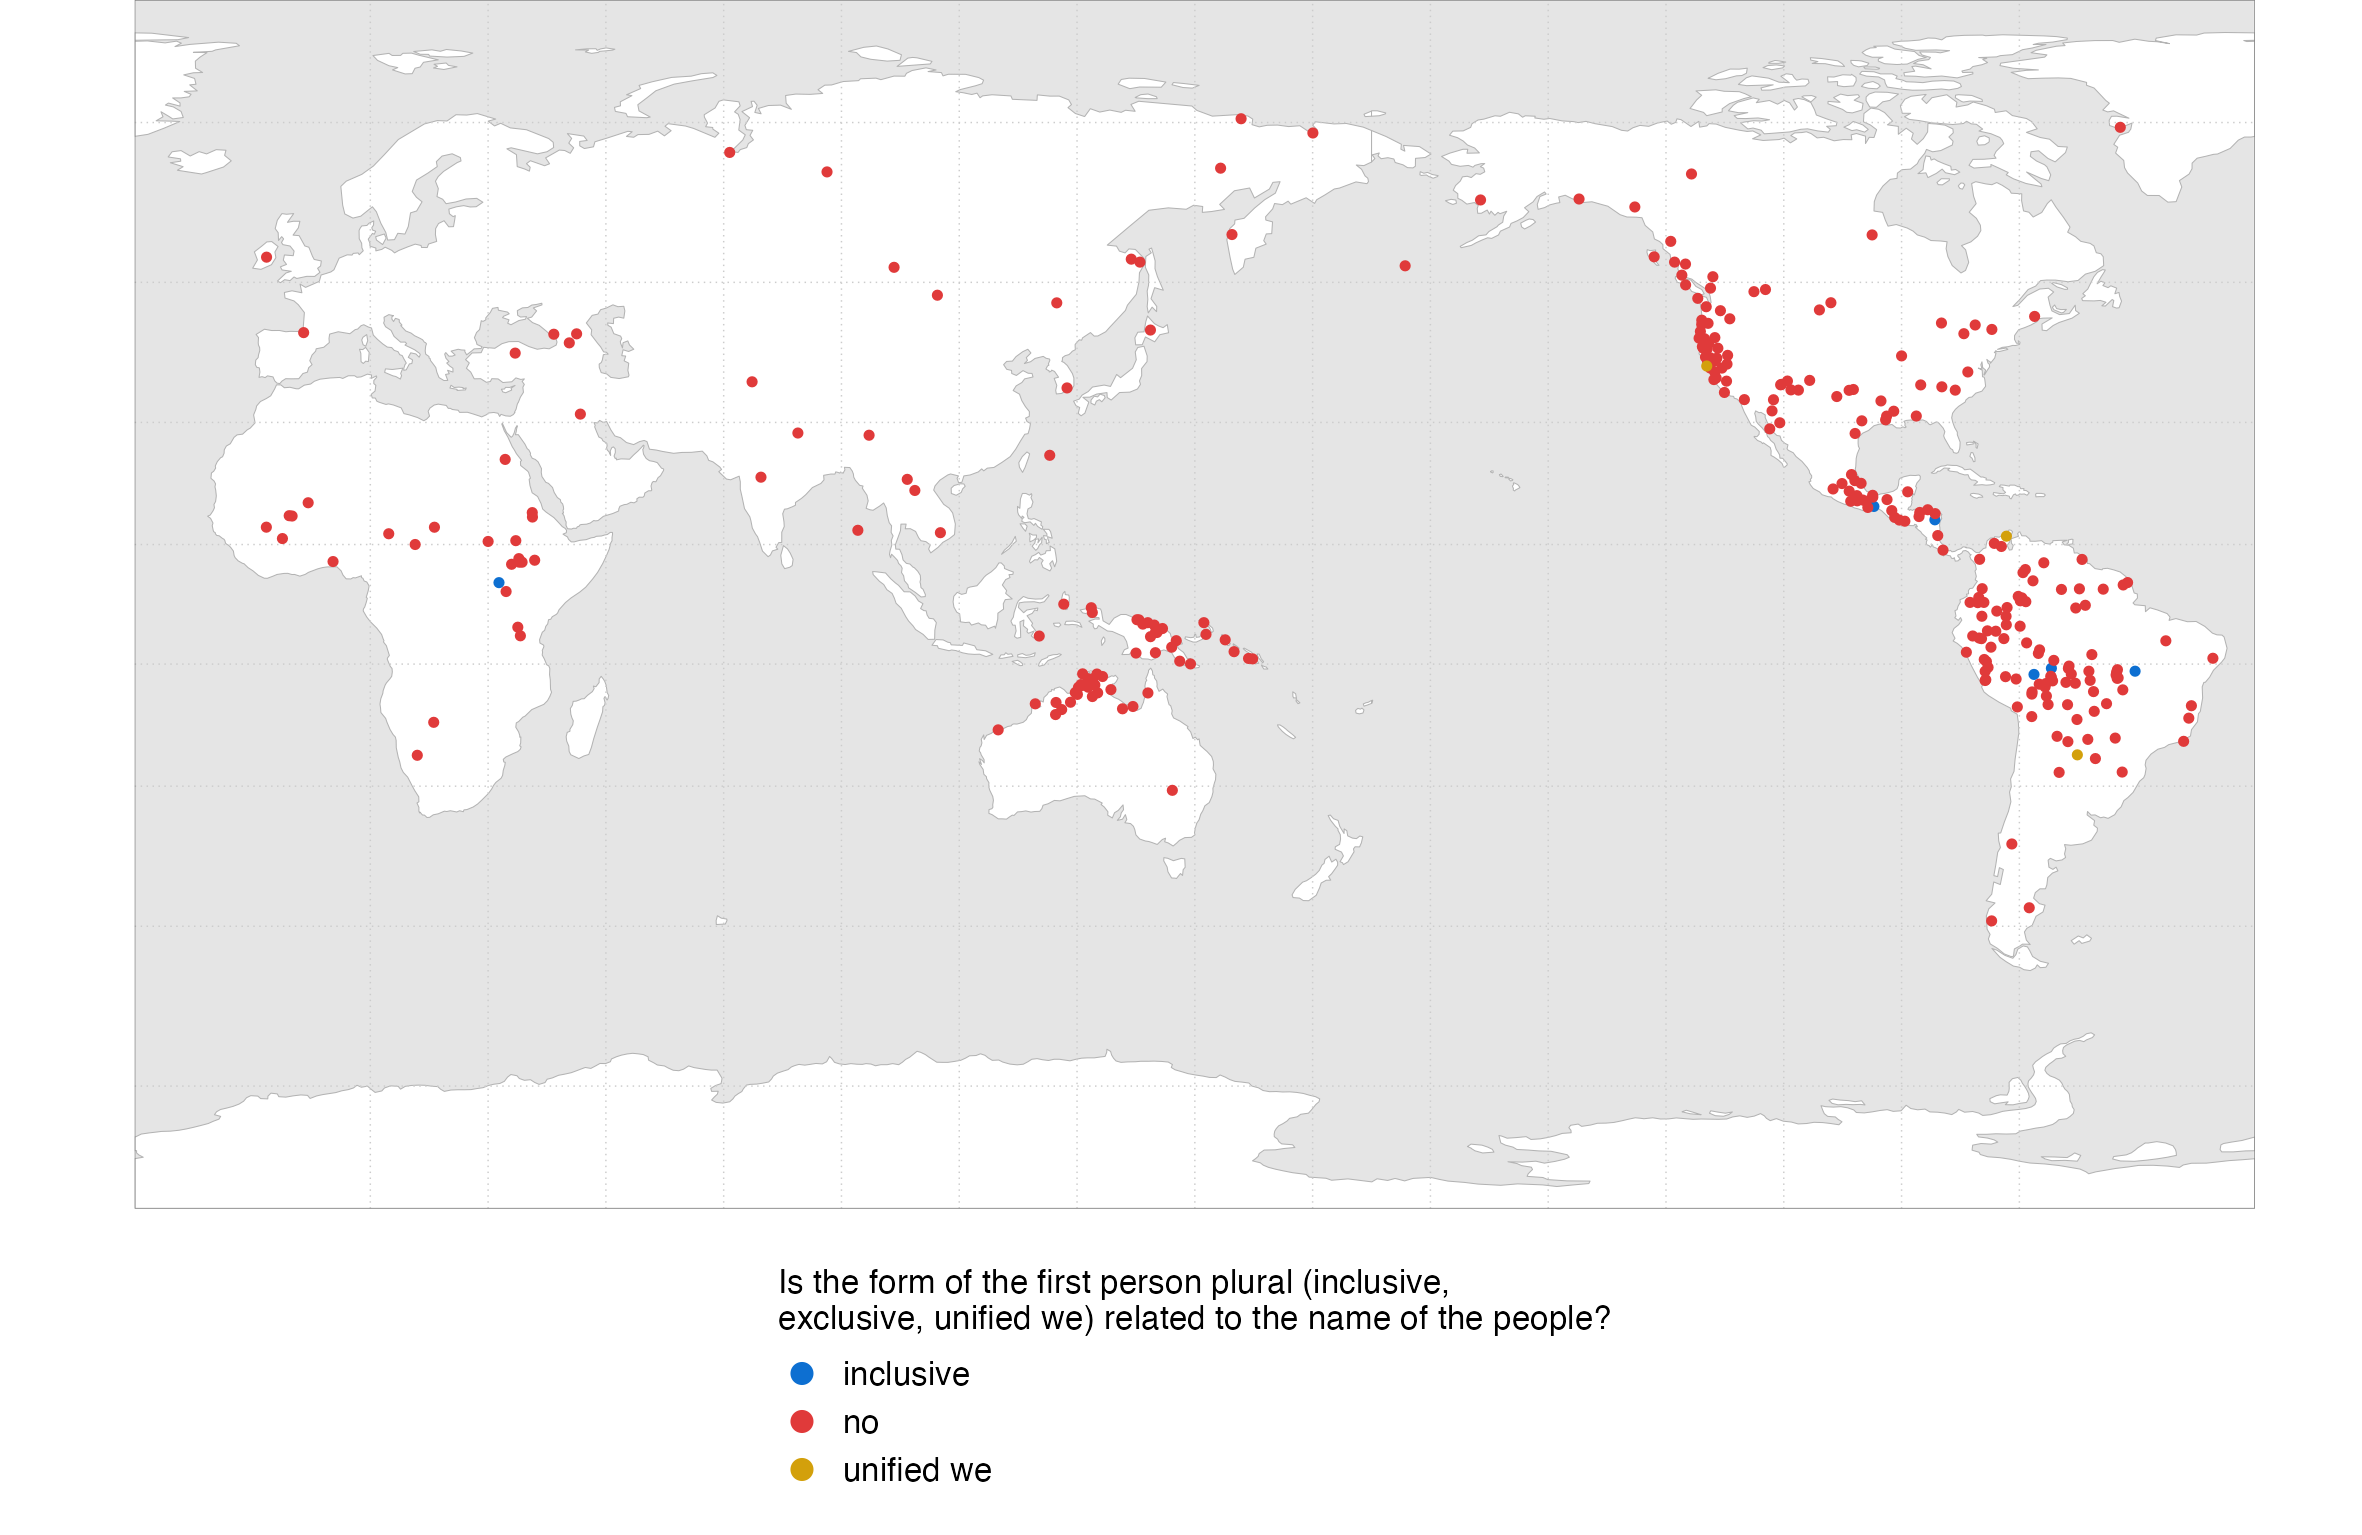 Is the form of the first person plural (inclusive,
exclusive, unified we) related to the name of the people?
inclusive
no
unified we